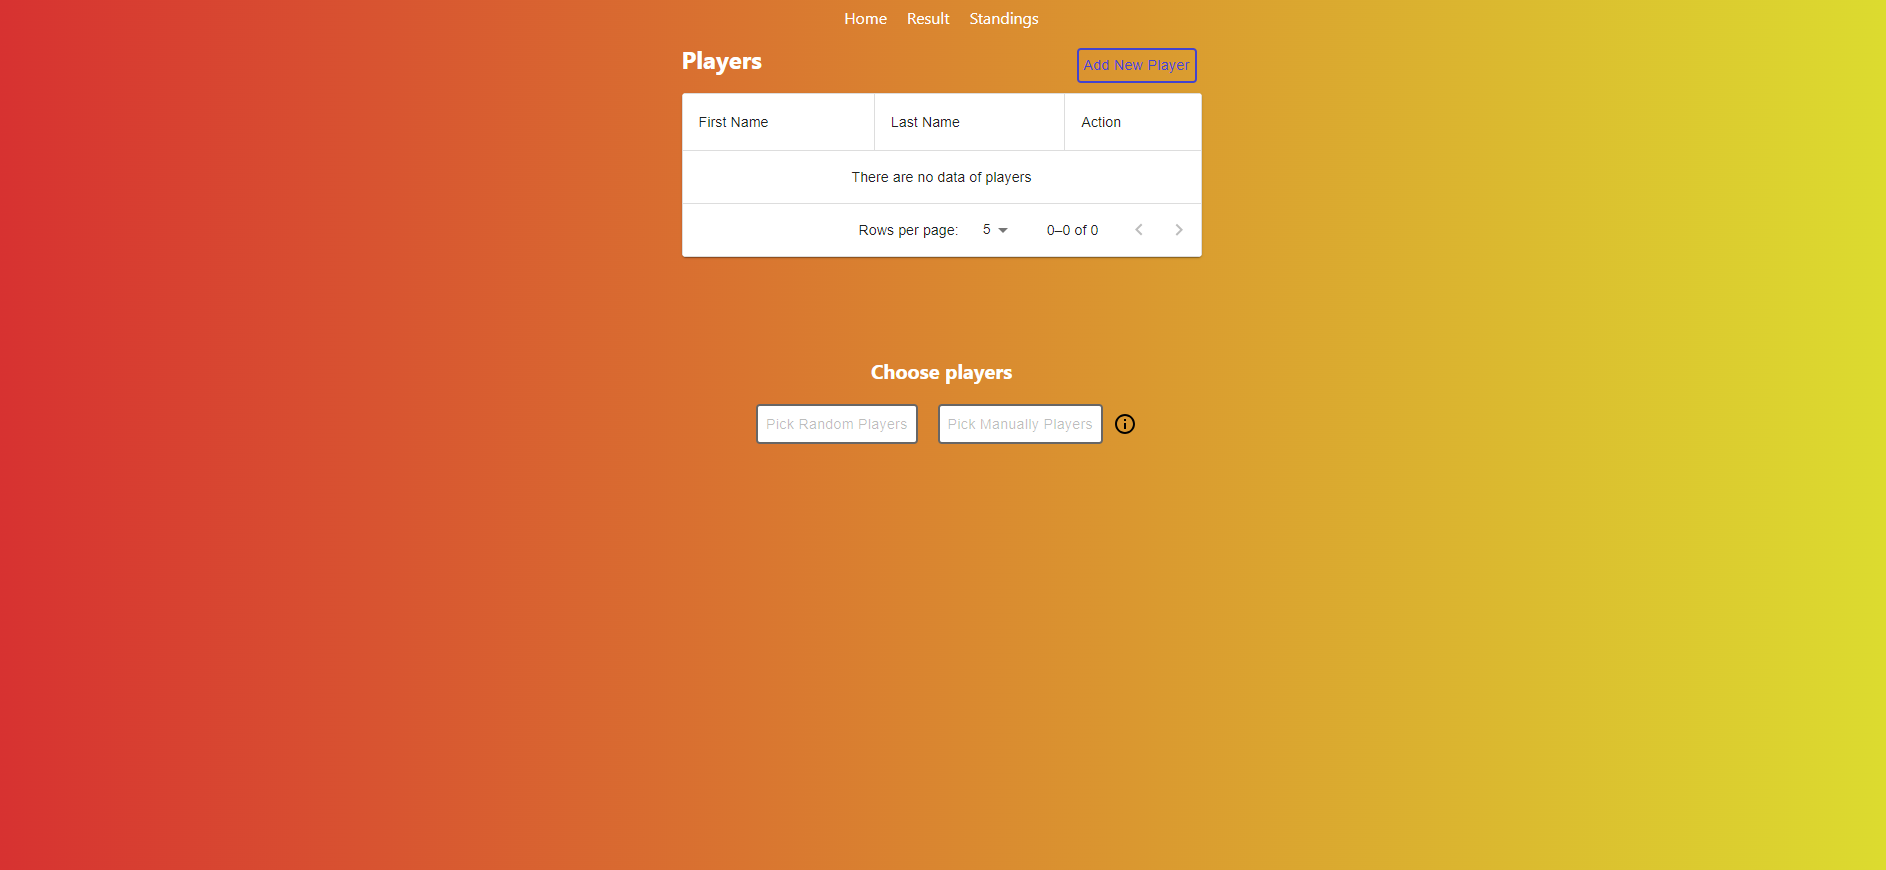 Home Result Standings
Players
Add New Player
First Name Last Name Action
There are no data of players
Rows per page: 5 0–0 of 0
Choose players
Pick Random Players Pick Manually Players